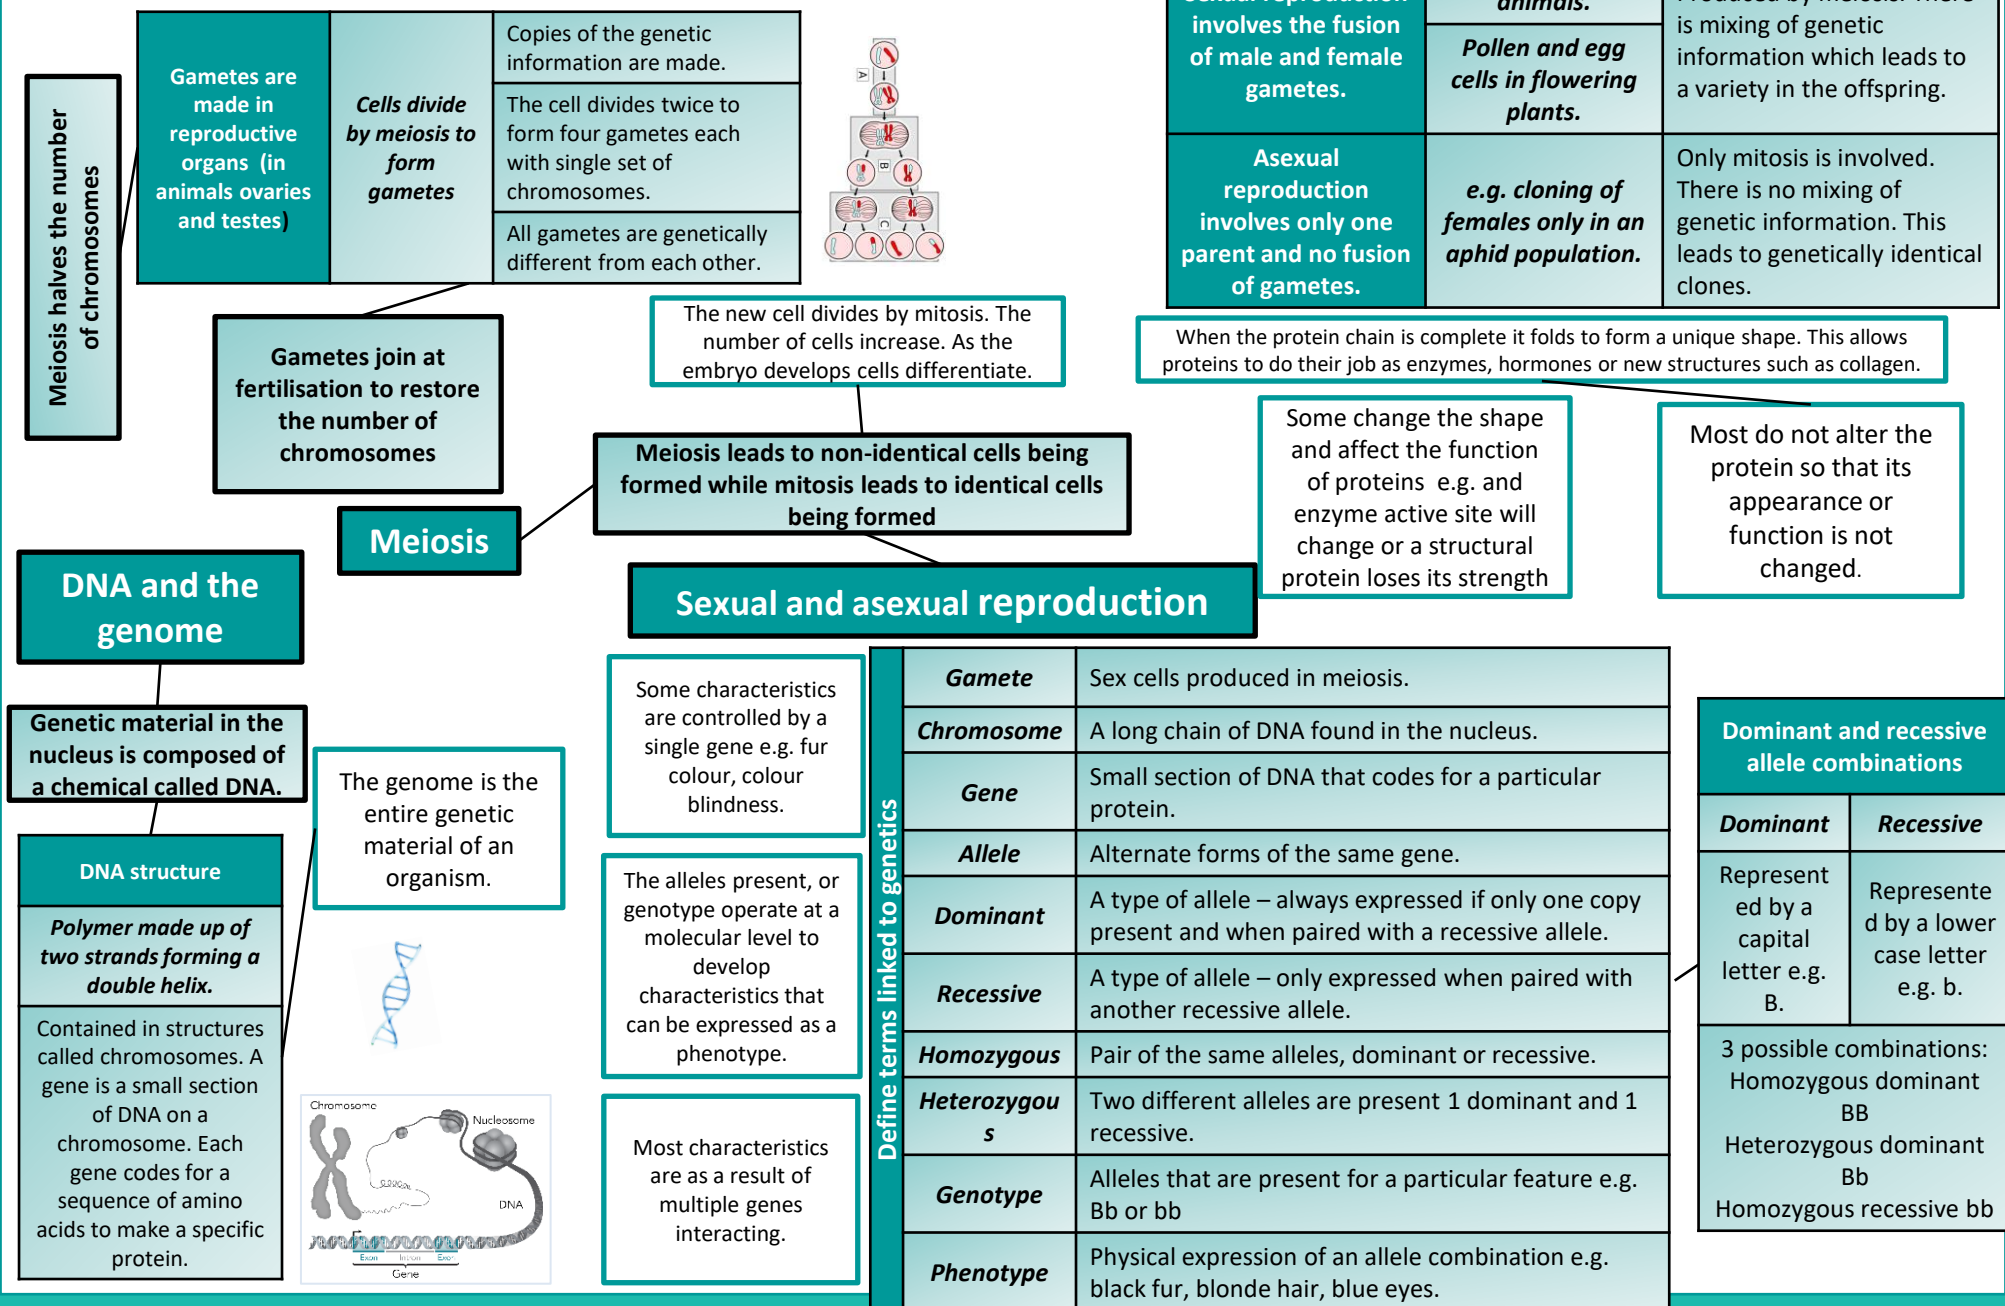 Meiosis halves the number
of chromosomes
Gametes are
made in
reproductive
organs (in
animals ovaries
and testes)
Cells divide
by meiosis to
form
gametes
Copies of the genetic
information are made.
The cell divides twice to
form four gametes each
with single set of
chromosomes.
All gametes are genetically
different from each other.
A
B
C
involves the fusion
of male and female
gametes.
animals.
Pollen and egg
cells in flowering
plants.
is mixing of genetic
information which leads to
a variety in the offspring.
Asexual
reproduction
involves only one
parent and no fusion
of gametes.
e.g. cloning of
females only in an
aphid population.
Only mitosis is involved.
There is no mixing of
genetic information. This
leads to genetically identical
clones.
Gametes join at
fertilisation to restore
the number of
chromosomes
The new cell divides by mitosis. The
number of cells increase. As the
embryo develops cells differentiate.
When the protein chain is complete it folds to form a unique shape. This allows
proteins to do their job as enzymes, hormones or new structures such as collagen.
Meiosis leads to non-identical cells being
formed while mitosis leads to identical cells
being formed
Some change the shape
and affect the function
of proteins e.g. and
enzyme active site will
change or a structural
protein loses its strength
Most do not alter the
protein so that its
appearance or
function is not
changed.
Meiosis
DNA and the
genome
Sexual and asexual reproduction
Genetic material in the
nucleus is composed of
a chemical called DNA.
The genome is the
entire genetic
material of an
organism.
DNA structure
Polymer made up of
two strands forming a
double helix.
Contained in structures
called chromosomes. A
gene is a small section
of DNA on a
chromosome. Each
gene codes for a
sequence of amino
acids to make a specific
protein.
Chromosome
Nucleosome
DNA
Exon
Intron
Exon
Gene
Some characteristics
are controlled by a
single gene e.g. fur
colour, colour
blindness.
The alleles present, or
genotype operate at a
molecular level to
develop
characteristics that
can be expressed as a
phenotype.
Most characteristics
are as a result of
multiple genes
interacting.
Define terms linked to genetics
Gamete
Sex cells produced in meiosis.
Chromosome
A long chain of DNA found in the nucleus.
Gene
Small section of DNA that codes for a particular
protein.
Allele
Alternate forms of the same gene.
Dominant
A type of allele – always expressed if only one copy
present and when paired with a recessive allele.
Recessive
A type of allele – only expressed when paired with
another recessive allele.
Homozygous
Pair of the same alleles, dominant or recessive.
Heterozygou
s
Two different alleles are present 1 dominant and 1
recessive.
Genotype
Alleles that are present for a particular feature e.g.
Bb or bb
Phenotype
Physical expression of an allele combination e.g.
black fur, blonde hair, blue eyes.
Dominant and recessive
allele combinations
Dominant
Recessive
Represent
ed by a
capital
letter e.g.
B.
Represente
d by a lower
case letter
e.g. b.
3 possible combinations:
Homozygous dominant
BB
Heterozygous dominant
Bb
Homozygous recessive bb